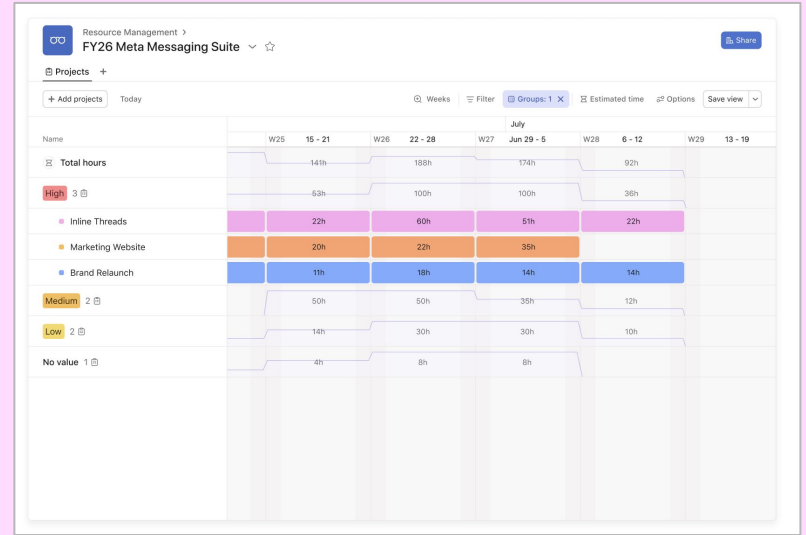 Resource Management >
FY26 Meta Messaging Suite
Share
Projects +
+ Add projects Today Weeks Filter Groups: 1 X Estimated time Options Save view
July
Name W25 15 - 21 W26 22 - 28 W27 Jun 29 - 5 W28 6 - 12 W29 13 - 19
Total hours 141h 188h 174h 92h
High 3 53h 100h 100h 36h
Inline Threads 22h 60h 51h 22h
Marketing Website 20h 22h 35h
Brand Relaunch 11h 18h 14h 14h
Medium 2 50h 50h 35h 12h
Low 2 14h 30h 30h 10h
No value 1 4h 8h 8h